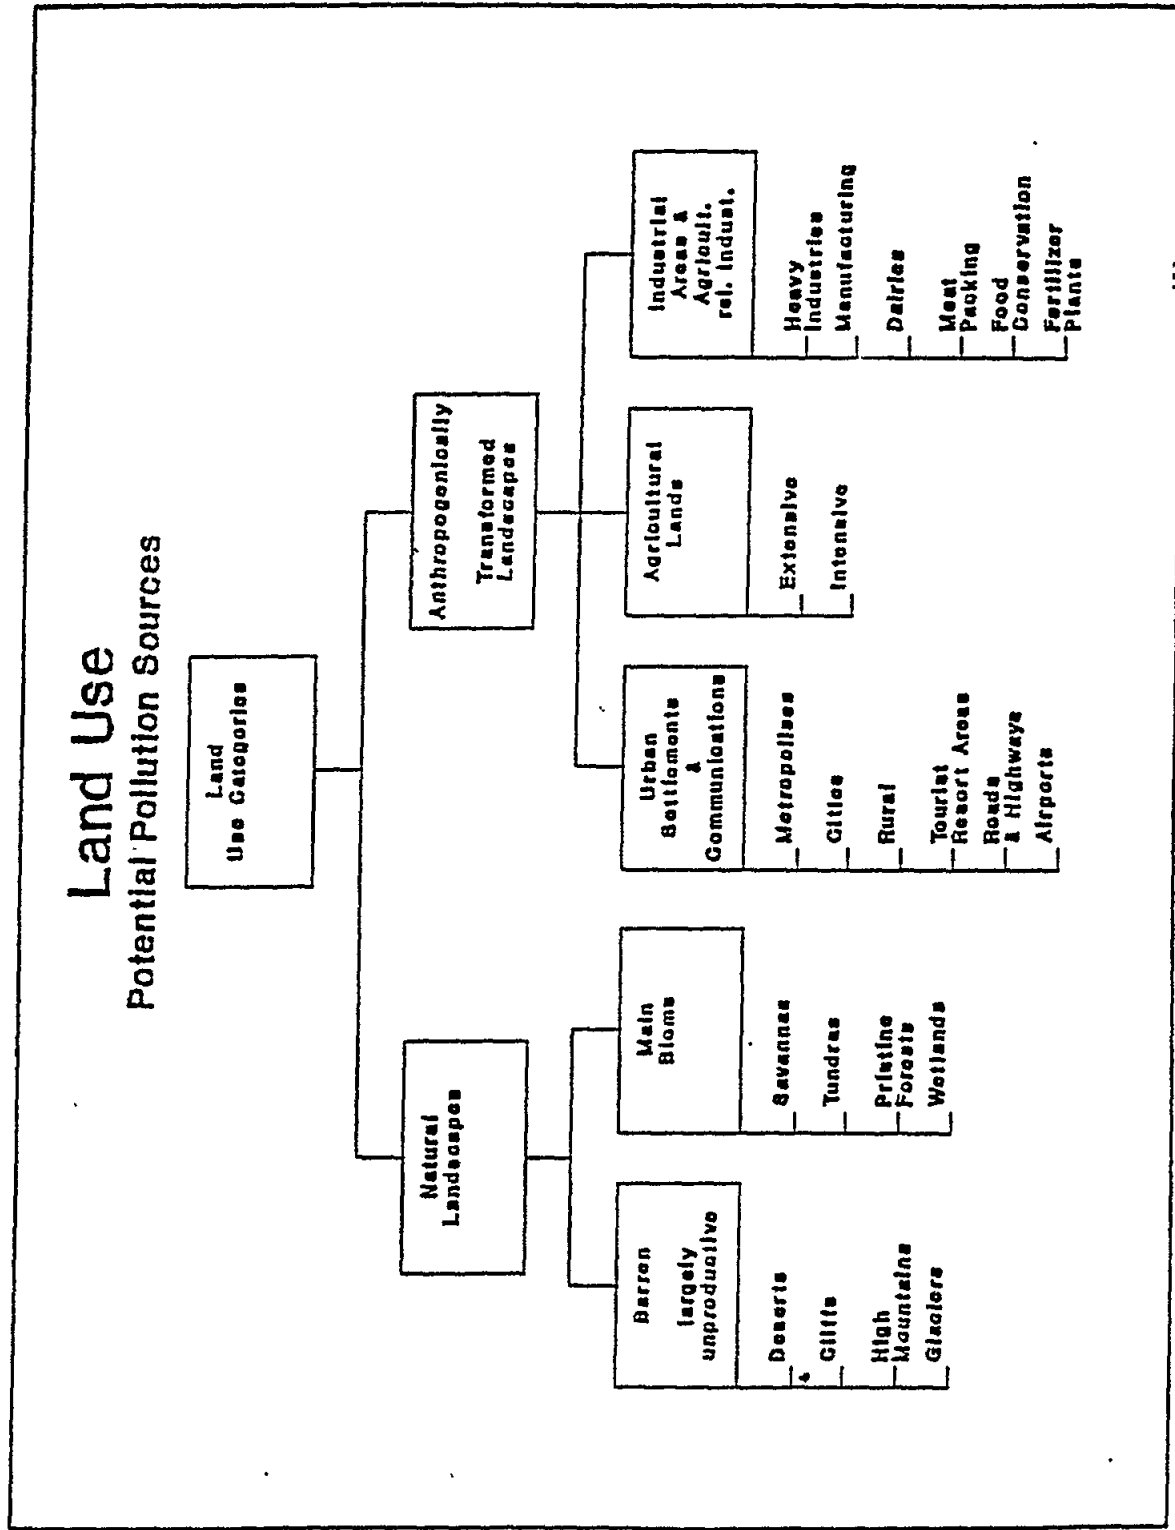 Land Use
Potential Pollution Sources
Land
Use Categories
Natural
Landscapes
Anthropogenically
Transformed
Landscapes
Barren
largely
unproductive
Deserts
Cliffs
High
Mountains
Glaciers
Main
Bioms
Savannas
Tundras
Pristine
Forests
Wetlands
Urban
Settlements
&
Communications
Metropolises
Cities
Rural
Tourist
Resort Areas
Roads
& Highways
Airports
Agricultural
Lands
Extensive
Intensive
Industrial
Areas &
Agricult.
rel. Indust.
Heavy
Industries
Manufacturing
Dairies
Meat
Packing
Food
Conservation
Fertilizer
Plants